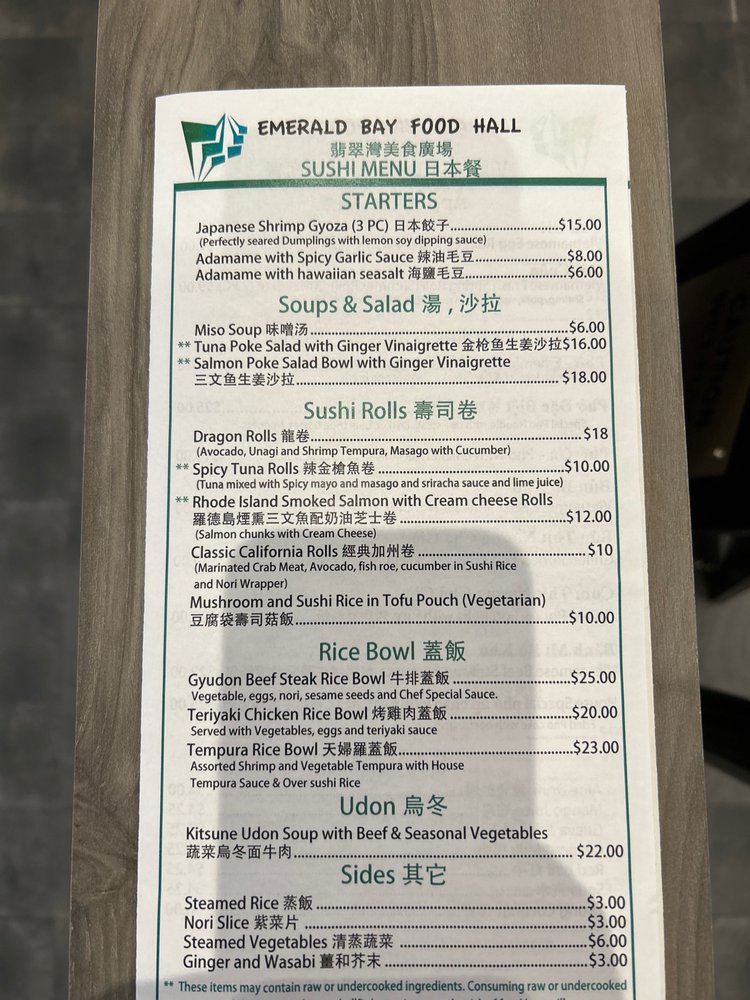 EMERALD BAY FOOD HALL
翡翠灣美食廣場
SUSHI MENU 日本餐
STARTERS
Japanese Shrimp Gyoza (3 PC) 日本餃子..........................$15.00
(Perfectly seared Dumplings with lemon soy dipping sauce)
Adamame with Spicy Garlic Sauce 辣油毛豆......................$8.00
Adamame with hawaiian seasalt 海鹽毛豆.........................$6.00
Soups & Salad 湯 , 沙拉
Miso Soup 味噌汤..............................................................$6.00
** Tuna Poke Salad with Ginger Vinaigrette 金枪鱼生姜沙拉$16.00
** Salmon Poke Salad Bowl with Ginger Vinaigrette
三文鱼生姜沙拉................................................................ $18.00
Sushi Rolls 壽司卷
Dragon Rolls 龍卷.................................................................$18
(Avocado, Unagi and Shrimp Tempura, Masago with Cucumber)
** Spicy Tuna Rolls 辣金槍魚卷 ............................................$10.00
(Tuna mixed with Spicy mayo and masago and sriracha sauce and lime juice)
** Rhode Island Smoked Salmon with Cream cheese Rolls
羅德島煙熏三文魚配奶油芝士卷 ........................................$12.00
(Salmon chunks with Cream Cheese)
Classic California Rolls 經典加州卷 ........................................$10
(Marinated Crab Meat, Avocado, fish roe, cucumber in Sushi Rice
and Nori Wrapper)
Mushroom and Sushi Rice in Tofu Pouch (Vegetarian)
豆腐袋壽司菇飯.................................................................$10.00
Rice Bowl 蓋飯
Gyudon Beef Steak Rice Bowl 牛排蓋飯 ...........................$25.00
Vegetable, eggs, nori, sesame seeds and Chef Special Sauce.
Teriyaki Chicken Rice Bowl 烤雞肉蓋飯 ............................$20.00
Served with Vegetables, eggs and teriyaki sauce
Tempura Rice Bowl 天婦羅蓋飯.........................................$23.00
Assorted Shrimp and Vegetable Tempura with House
Tempura Sauce & Over sushi Rice
Udon 烏冬
Kitsune Udon Soup with Beef & Seasonal Vegetables
蔬菜烏冬面牛肉................................................................. $22.00
Sides 其它
Steamed Rice 蒸飯 ...............................................................$3.00
Nori Slice 紫菜片 ...................................................................$3.00
Steamed Vegetables 清蒸蔬菜 .............................................$6.00
Ginger and Wasabi 薑和芥末 ................................................$3.00
** These items may contain raw or undercooked ingredients. Consuming raw or undercooked